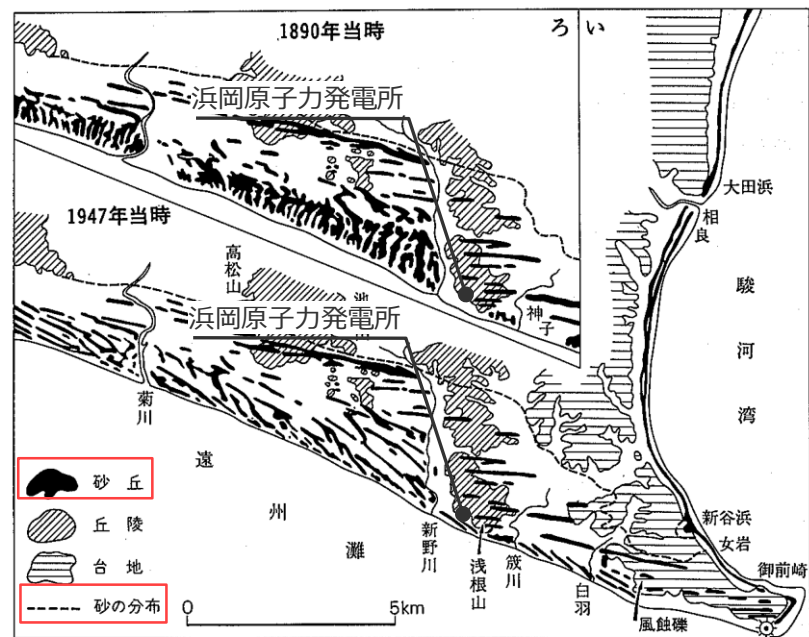 1890年当時
ろ
い
浜岡原子力発電所
大田浜
相良
1947年当時
高松山
池
神子
浜岡原子力発電所
駿河湾
菊川
遠州灘
新野川
浅根山
筬川
白羽
新谷浜
女岩
御前崎
風蝕礫
砂丘
丘陵
台地
砂の分布
0
5km